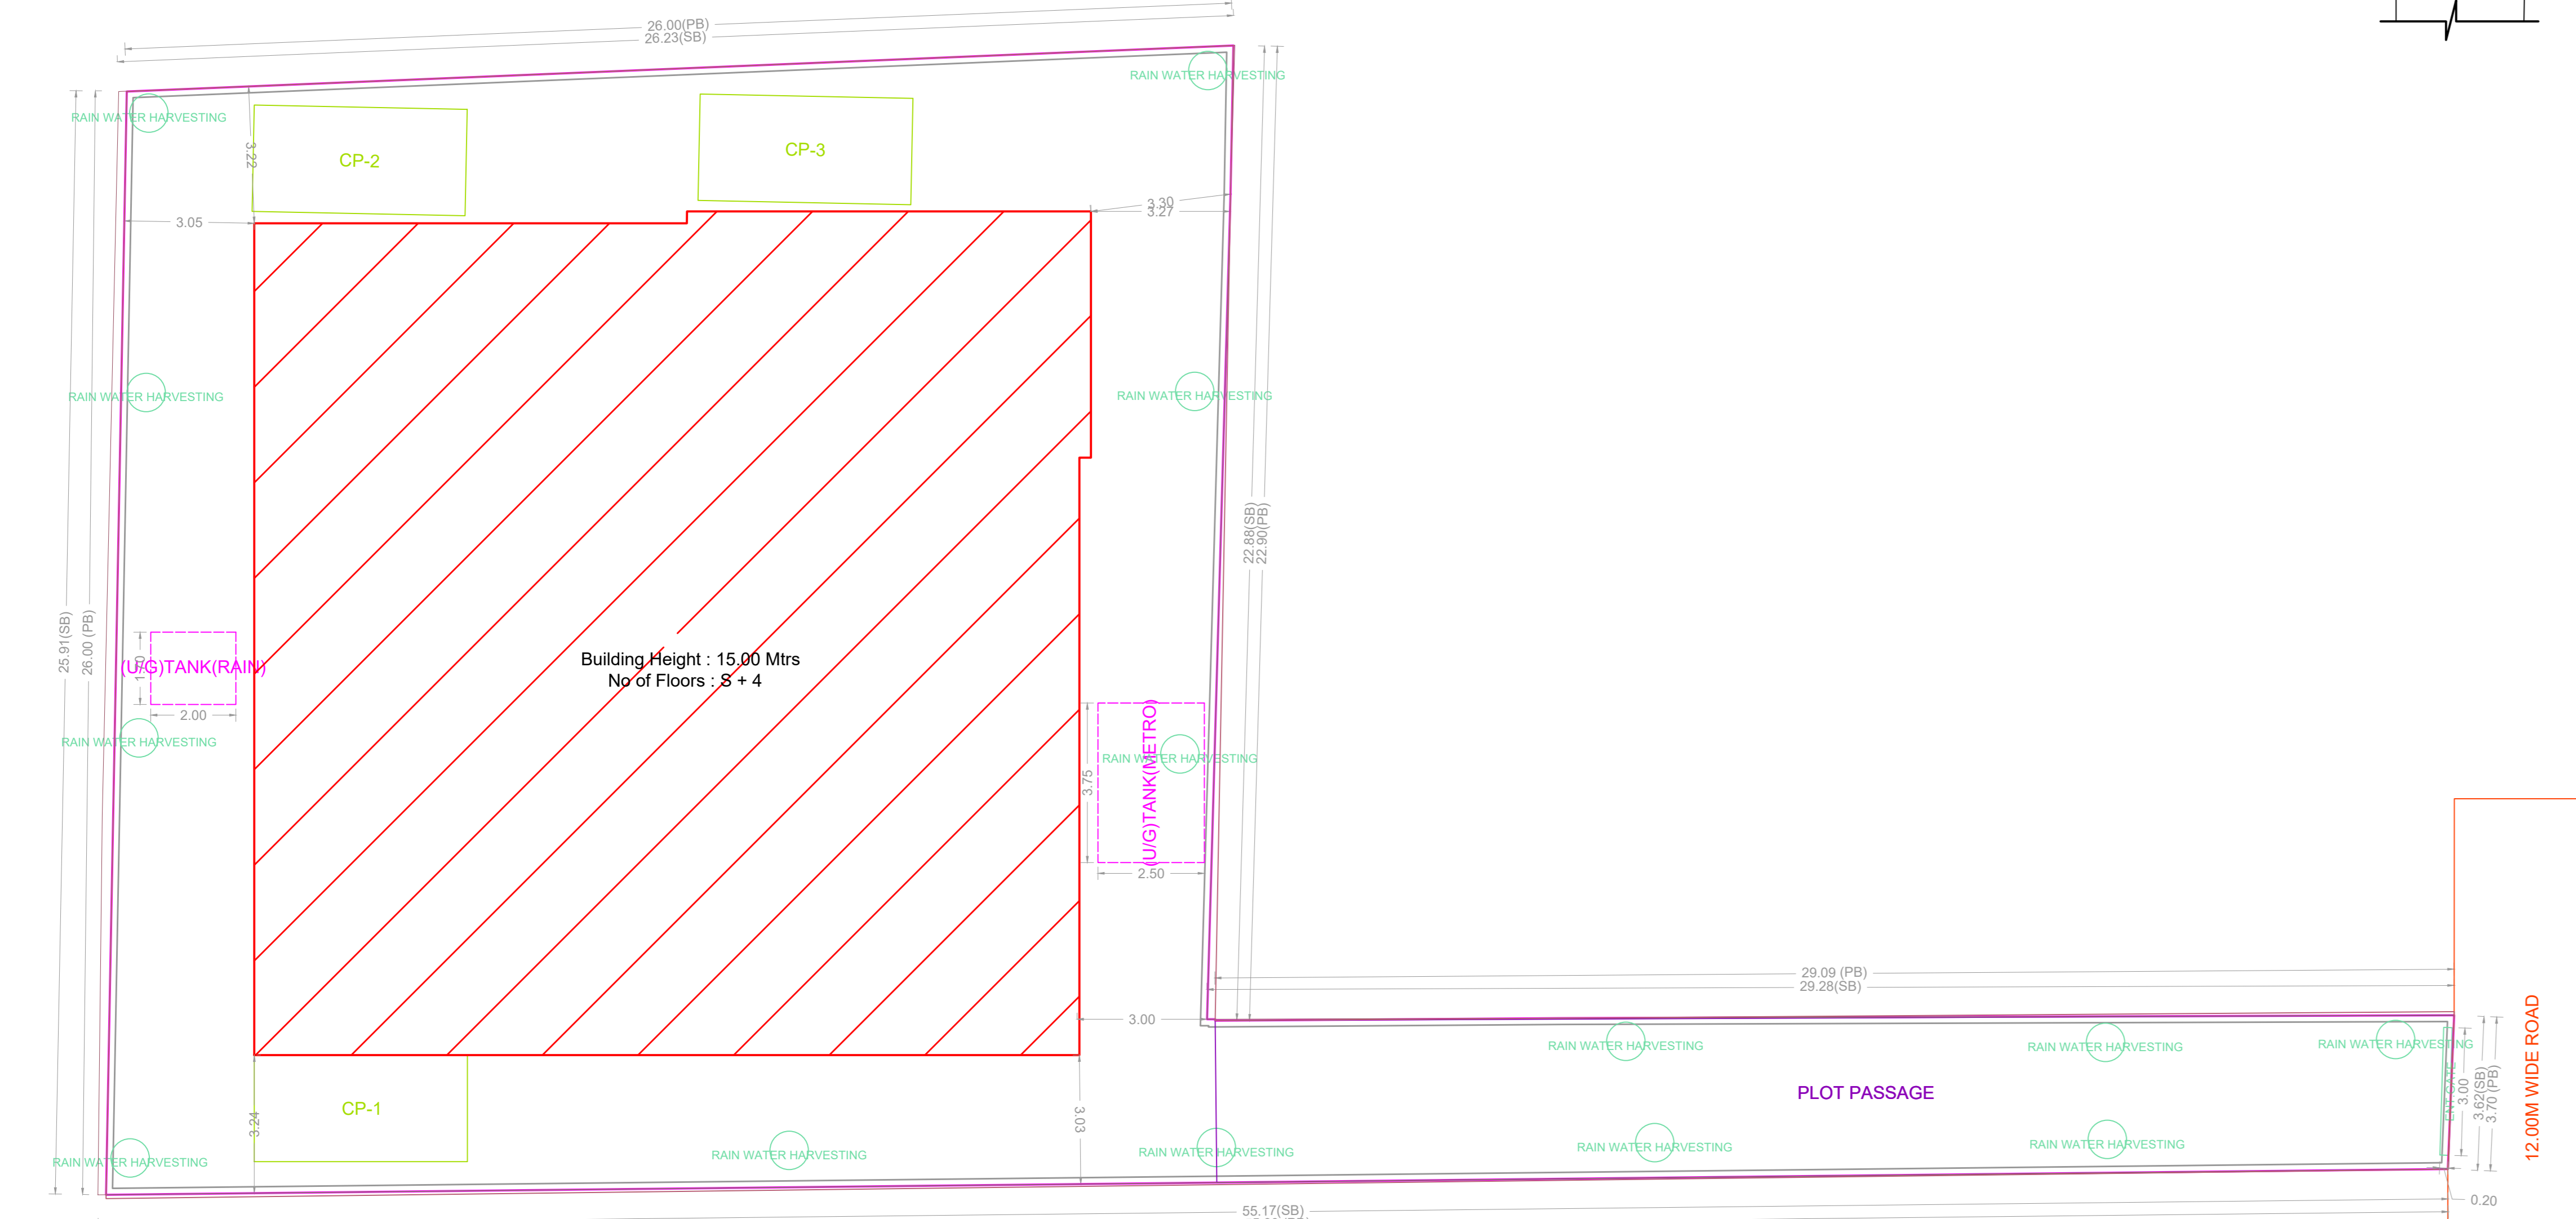 26.00(PB)
26.23(SB)
RAIN WATER HARVESTING
RAIN WATER HARVESTING
CP-2
CP-3
3.22
3.05
3.30
3.27
RAIN WATER HARVESTING
RAIN WATER HARVESTING
22.88(SB)
22.90(PB)
25.91(SB)
26.00 (PB)
(U/G)TANK(RAIN)
2.00
Building Height : 15.00 Mtrs
No of Floors : S + 4
RAIN WATER HARVESTING
(U/G)TANK(METRO)
RAIN WATER HARVESTING
3.75
2.50
29.09 (PB)
29.28(SB)
3.00
RAIN WATER HARVESTING
RAIN WATER HARVESTING
RAIN WATER HARVESTING
PLOT PASSAGE
3.00
3.62(SB)
3.70 (PB)
12.00M WIDE ROAD
CP-1
3.24
3.03
RAIN WATER HARVESTING
RAIN WATER HARVESTING
RAIN WATER HARVESTING
RAIN WATER HARVESTING
RAIN WATER HARVESTING
0.20
55.17(SB)